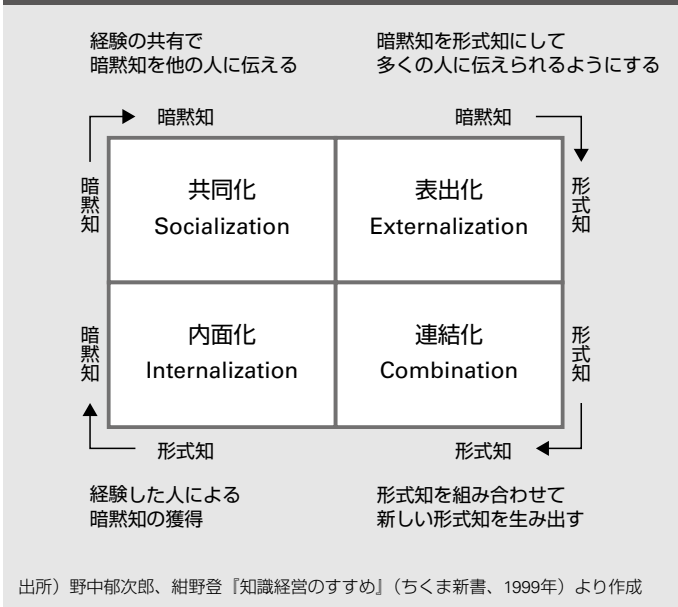 経験の共有で
暗黙知を他の人に伝える
暗黙知を形式知にして
多くの人に伝えられるようにする
暗黙知
暗黙知
暗黙知
共同化
Socialization
表出化
Externalization
形式知
暗黙知
内面化
Internalization
連結化
Combination
形式知
形式知
形式知
経験した人による
暗黙知の獲得
形式知を組み合わせて
新しい形式知を生み出す
出所）野中郁次郎、紺野登『知識経営のすすめ』（ちくま新書、1999年）より作成